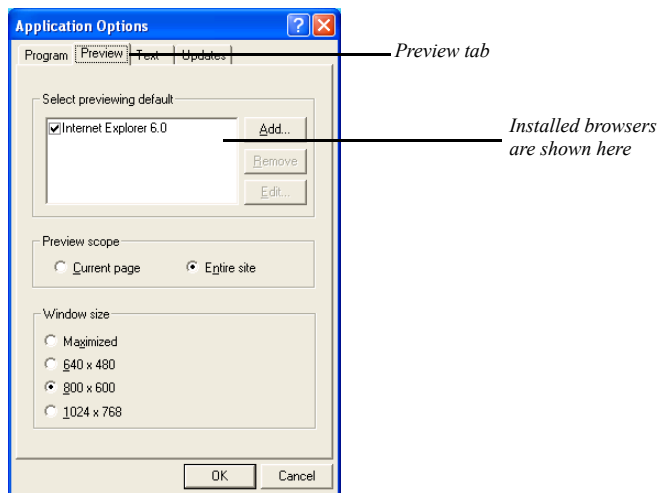 Application Options
Program Preview Text Updates
Preview tab
Select previewing default
Internet Explorer 6.0
Add...
Installed browsers
are shown here
Remove
Edit...
Preview scope
Current page Entire site
Window size
Maximized
640 x 480
800 x 600
1024 x 768
OK Cancel